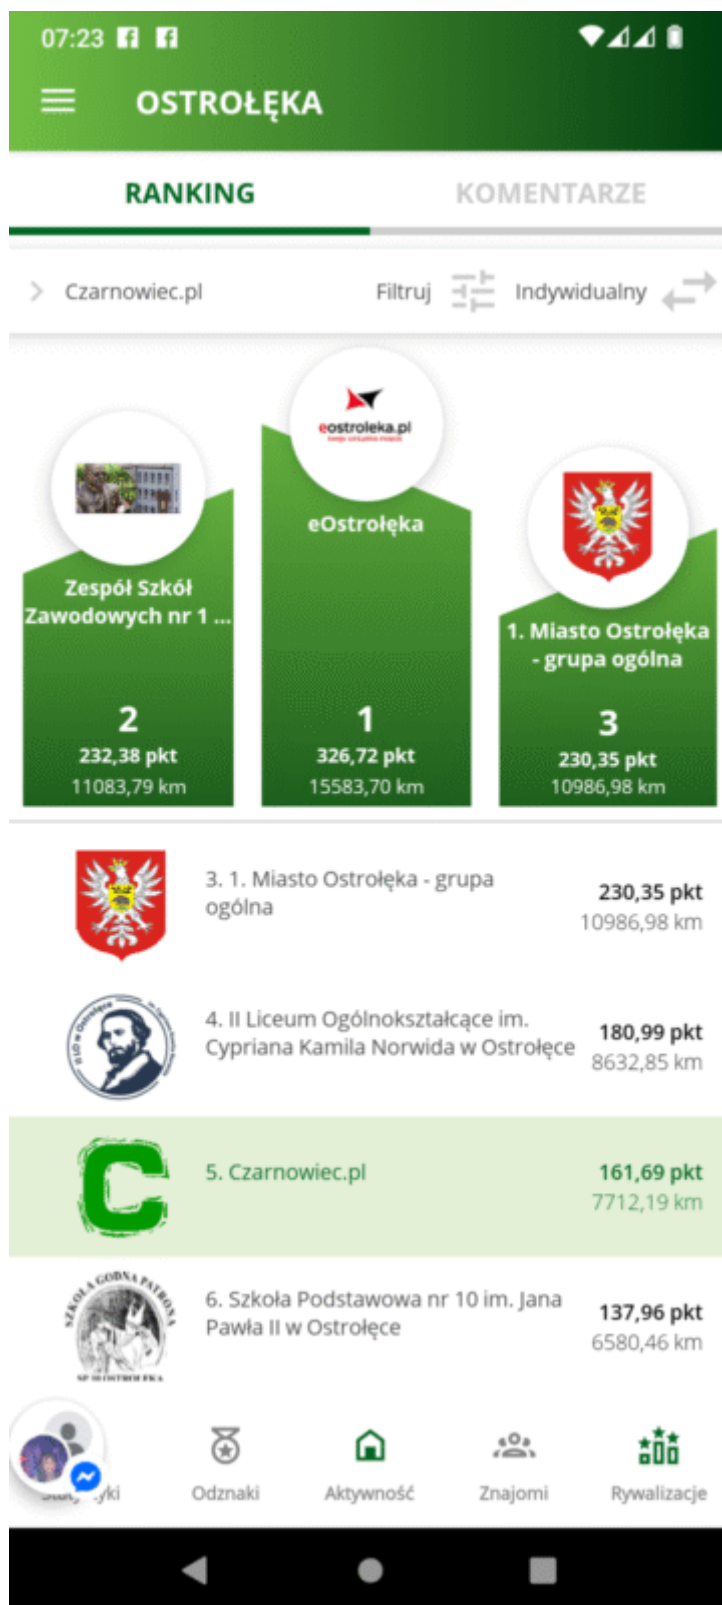 07:23
OSTROŁĘKA
RANKING
KOMENTARZE
Czarnowiec.pl
Filtruj
Indywidualny
eostroleka.pl
eOstrołęka
Zespół Szkół
Zawodowych nr 1 ...
1. Miasto Ostrołęka
- grupa ogólna
2
232,38 pkt
11083,79 km
1
326,72 pkt
15583,70 km
3
230,35 pkt
10986,98 km
3. 1. Miasto Ostrołęka - grupa
ogólna
230,35 pkt
10986,98 km
4. II Liceum Ogólnokształcące im.
Cypriana Kamila Norwida w Ostrołęce
180,99 pkt
8632,85 km
C
5. Czarnowiec.pl
161,69 pkt
7712,19 km
SZKOŁA GODNA PATRONA
SP 10 OSTROŁĘKA
6. Szkoła Podstawowa nr 10 im. Jana
Pawła II w Ostrołęce
137,96 pkt
6580,46 km
Odznaki
Aktywność
Znajomi
Rywalizacje